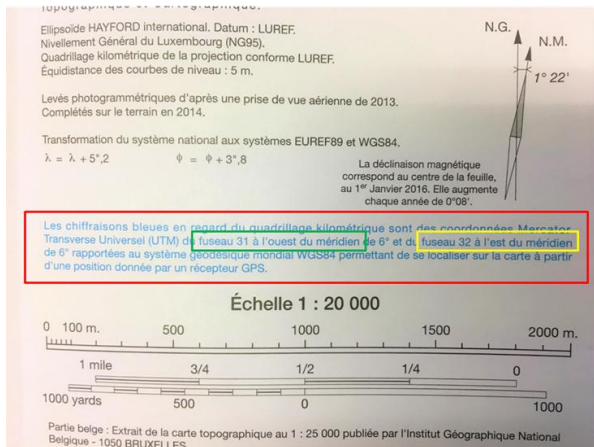 Topographique et Cartographique.
Ellipsoïde HAYFORD international. Datum : LUREF.
Nivellement Général du Luxembourg (NG95).
Quadrillage kilométrique de la projection conforme LUREF.
Équidistance des courbes de niveau : 5 m.
N.G.
N.M.
1° 22'
Levés photogrammétriques d'après une prise de vue aérienne de 2013.
Complétés sur le terrain en 2014.
Transformation du système national aux systèmes EUREF89 et WGS84.
λ = λ + 5",2 ϕ = ϕ + 3",8
La déclinaison magnétique
correspond au centre de la feuille,
au 1er Janvier 2016. Elle augmente
chaque année de 0°08'.
Les chiffraisons bleues en regard du quadrillage kilométrique sont des coordonnées Mercator
Transverse Universel (UTM) du fuseau 31 à l'ouest du méridien de 6° et du fuseau 32 à l'est du méridien
de 6° rapportées au système géodésique mondial WGS84 permettant de se localiser sur la carte à partir
d'une position donnée par un récepteur GPS.
Échelle 1 : 20 000
0 100 m. 500 1000 1500 2000 m.
1 mile 3/4 1/2 1/4 0
1000 yards 500 0 1000
Partie belge : Extrait de la carte topographique au 1 : 25 000 publiée par l'Institut Géographique National
Belgique - 1050 BRUXELLES